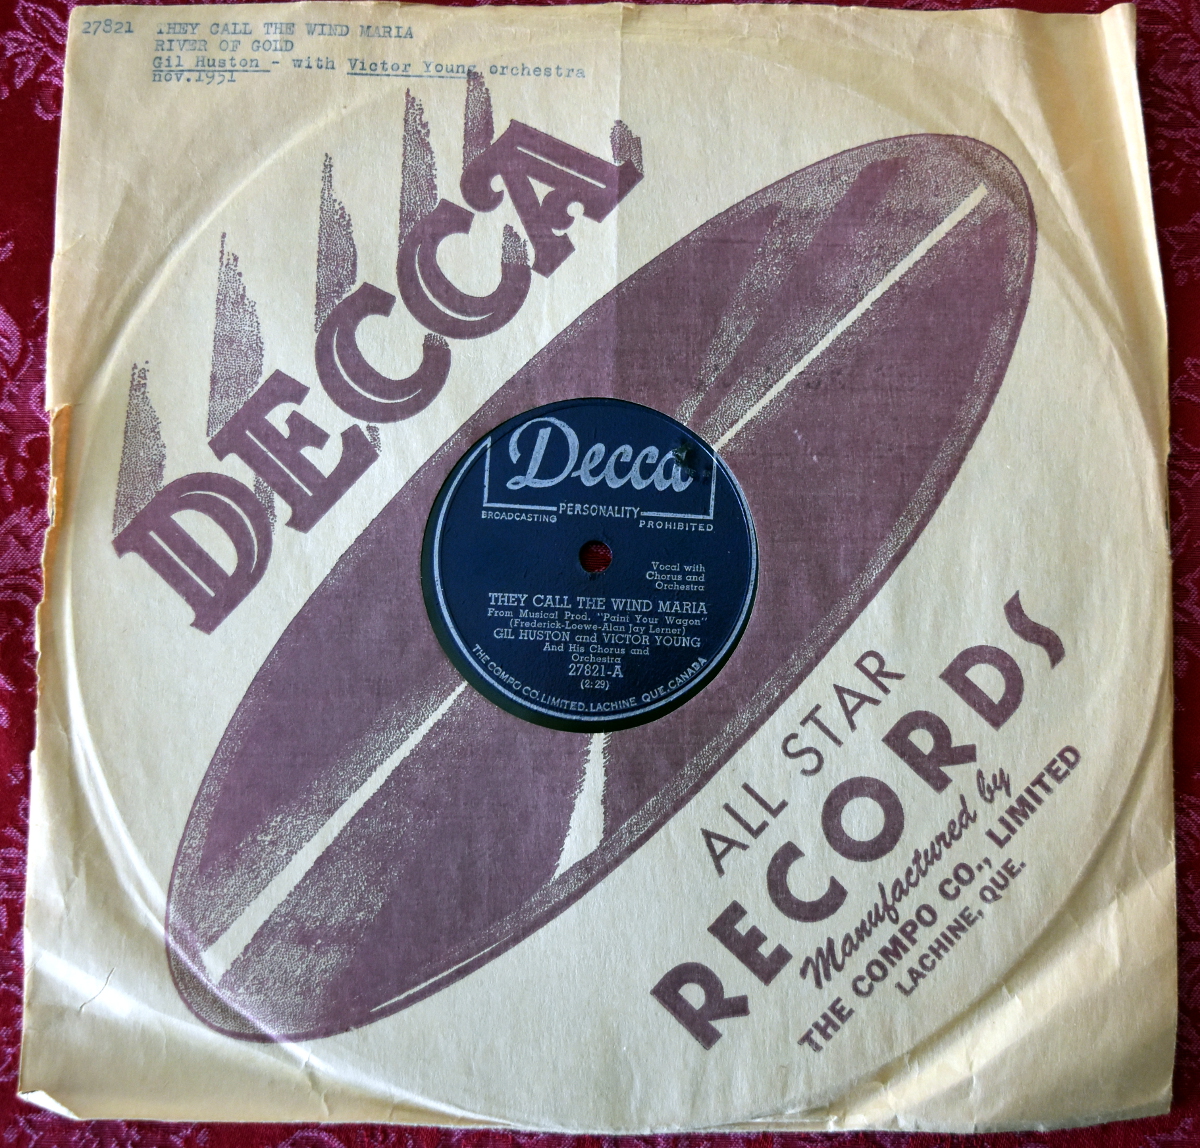 27821 THEY CALL THE WIND MARIA
RIVER OF GOLD
Gil Huston - with Victor Young orchestra
nov.1951
DECCA
Decca
PERSONALITY
BROADCASTING PROHIBITED
Vocal with
Chorus and
Orchestra
THEY CALL THE WIND MARIA
From Musical Prod. "Paint Your Wagon"
(Frederick-Loewe-Alan Jay Lerner)
GIL HUSTON and VICTOR YOUNG
And His Chorus and
Orchestra
27821-A
(2:29)
THE COMPO CO. LIMITED. LACHINE QUE. CANADA
ALL STAR
RECORDS
Manufactured by
THE COMPO CO., LIMITED
LACHINE, QUE.